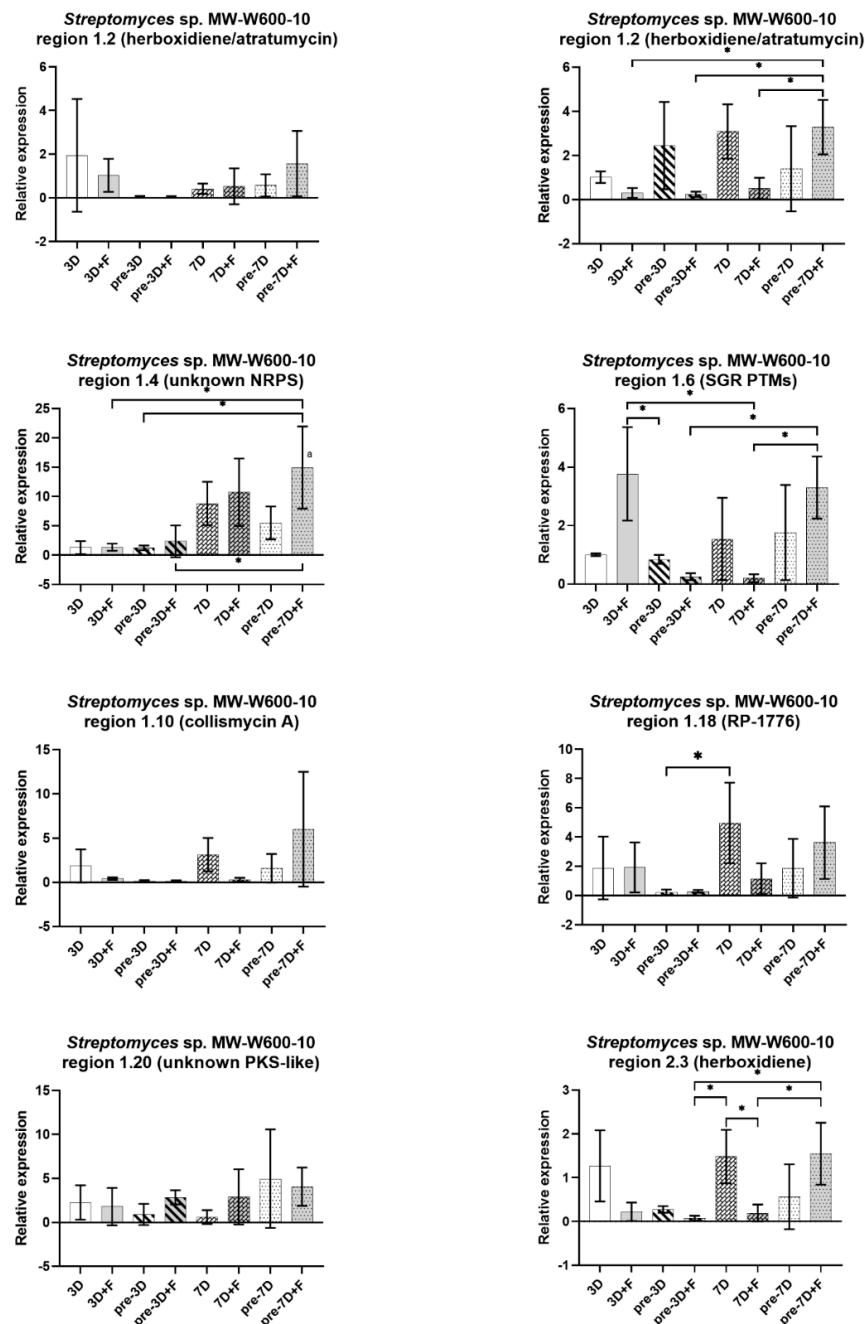 Streptomyces sp. MW-W600-10
region 1.2 (herboxidiene/atratumycin)
Relative expression
6
4
2
0
-2
3D
3D+F
pre-3D
pre-3D+F
7D
7D+F
pre-7D
pre-7D+F
Streptomyces sp. MW-W600-10
region 1.2 (herboxidiene/atratumycin)
Relative expression
6
4
2
0
-2
*
*
*
3D
3D+F
pre-3D
pre-3D+F
7D
7D+F
pre-7D
pre-7D+F
Streptomyces sp. MW-W600-10
region 1.4 (unknown NRPS)
Relative expression
25
20
15
10
5
0
-5
*
*
a
*
3D
3D+F
pre-3D
pre-3D+F
7D
7D+F
pre-7D
pre-7D+F
Streptomyces sp. MW-W600-10
region 1.6 (SGR PTMs)
Relative expression
6
4
2
0
*
*
*
*
3D
3D+F
pre-3D
pre-3D+F
7D
7D+F
pre-7D
pre-7D+F
Streptomyces sp. MW-W600-10
region 1.10 (collismycin A)
Relative expression
15
10
5
0
-5
3D
3D+F
pre-3D
pre-3D+F
7D
7D+F
pre-7D
pre-7D+F
Streptomyces sp. MW-W600-10
region 1.18 (RP-1776)
Relative expression
10
8
6
4
2
0
-2
*
3D
3D+F
pre-3D
pre-3D+F
7D
7D+F
pre-7D
pre-7D+F
Streptomyces sp. MW-W600-10
region 1.20 (unknown PKS-like)
Relative expression
15
10
5
0
-5
3D
3D+F
pre-3D
pre-3D+F
7D
7D+F
pre-7D
pre-7D+F
Streptomyces sp. MW-W600-10
region 2.3 (herboxidiene)
Relative expression
3
2
1
0
-1
*
*
*
*
3D
3D+F
pre-3D
pre-3D+F
7D
7D+F
pre-7D
pre-7D+F